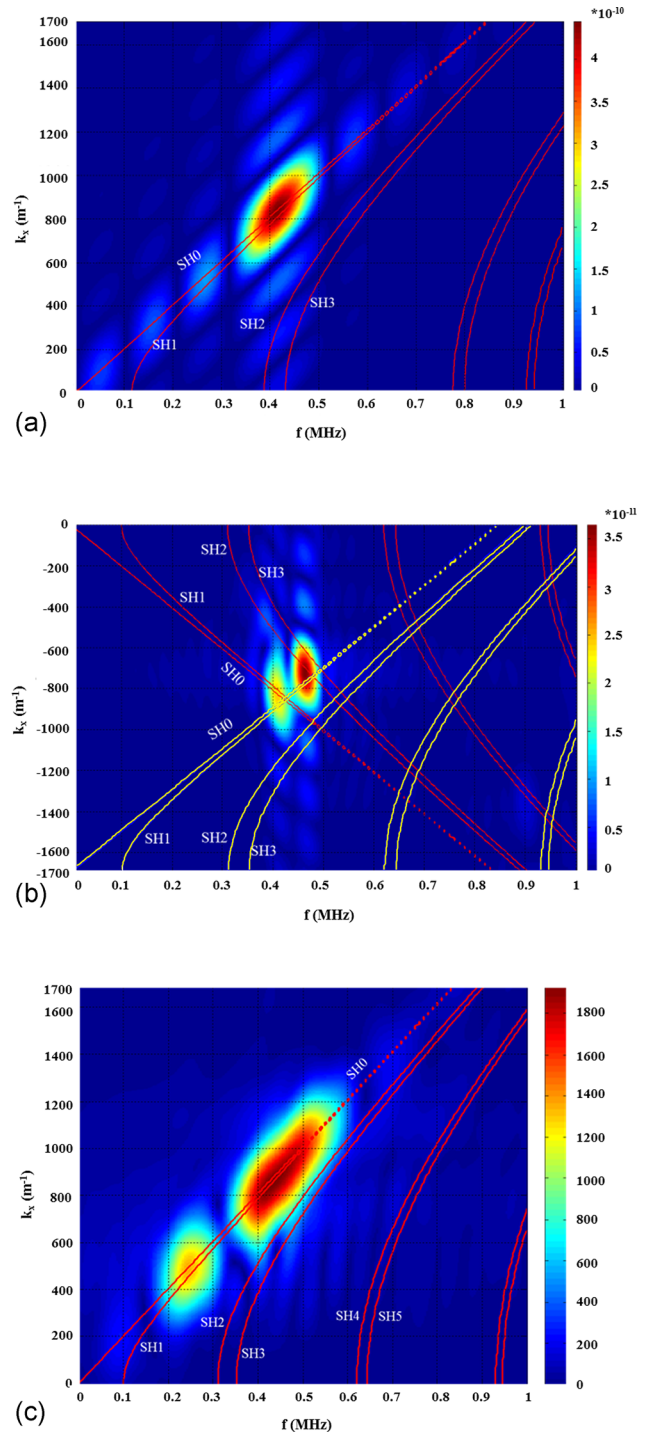 *10⁻¹⁰
1700
1600
1400
1200
1000
800
600
400
200
0
kₓ (m⁻¹)
SH0
SH1
SH2
SH3
0 0.1 0.2 0.3 0.4 0.5 0.6 0.7 0.8 0.9 1
f (MHz)
4
3.5
3
2.5
2
1.5
1
0.5
0
(a)
*10⁻¹¹
0
-200
-400
-600
-800
-1000
-1200
-1400
-1600
-1700
kₓ (m⁻¹)
SH2
SH3
SH1
SH0
SH0
SH1
SH2
SH3
0 0.1 0.2 0.3 0.4 0.5 0.6 0.7 0.8 0.9 1
f (MHz)
3.5
3
2.5
2
1.5
1
0.5
0
(b)
1700
1600
1400
1200
1000
800
600
400
200
0
kₓ (m⁻¹)
SH0
SH1
SH2
SH3
SH4
SH5
0 0.1 0.2 0.3 0.4 0.5 0.6 0.7 0.8 0.9 1
f (MHz)
1800
1600
1400
1200
1000
800
600
400
200
0
(c)